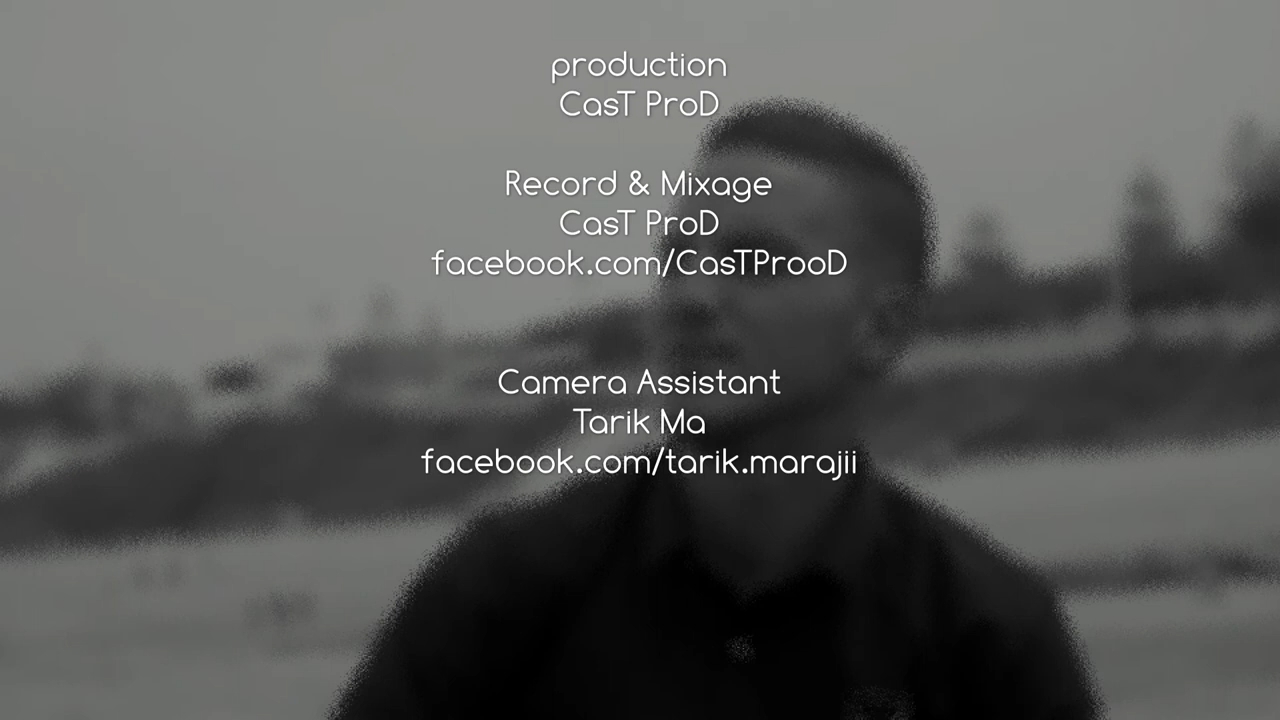 production
CasT ProD
Record & Mixage
CasT ProD
facebook.com/CasTProoD
Camera Assistant
Tarik Ma
facebook.com/tarik.marajii